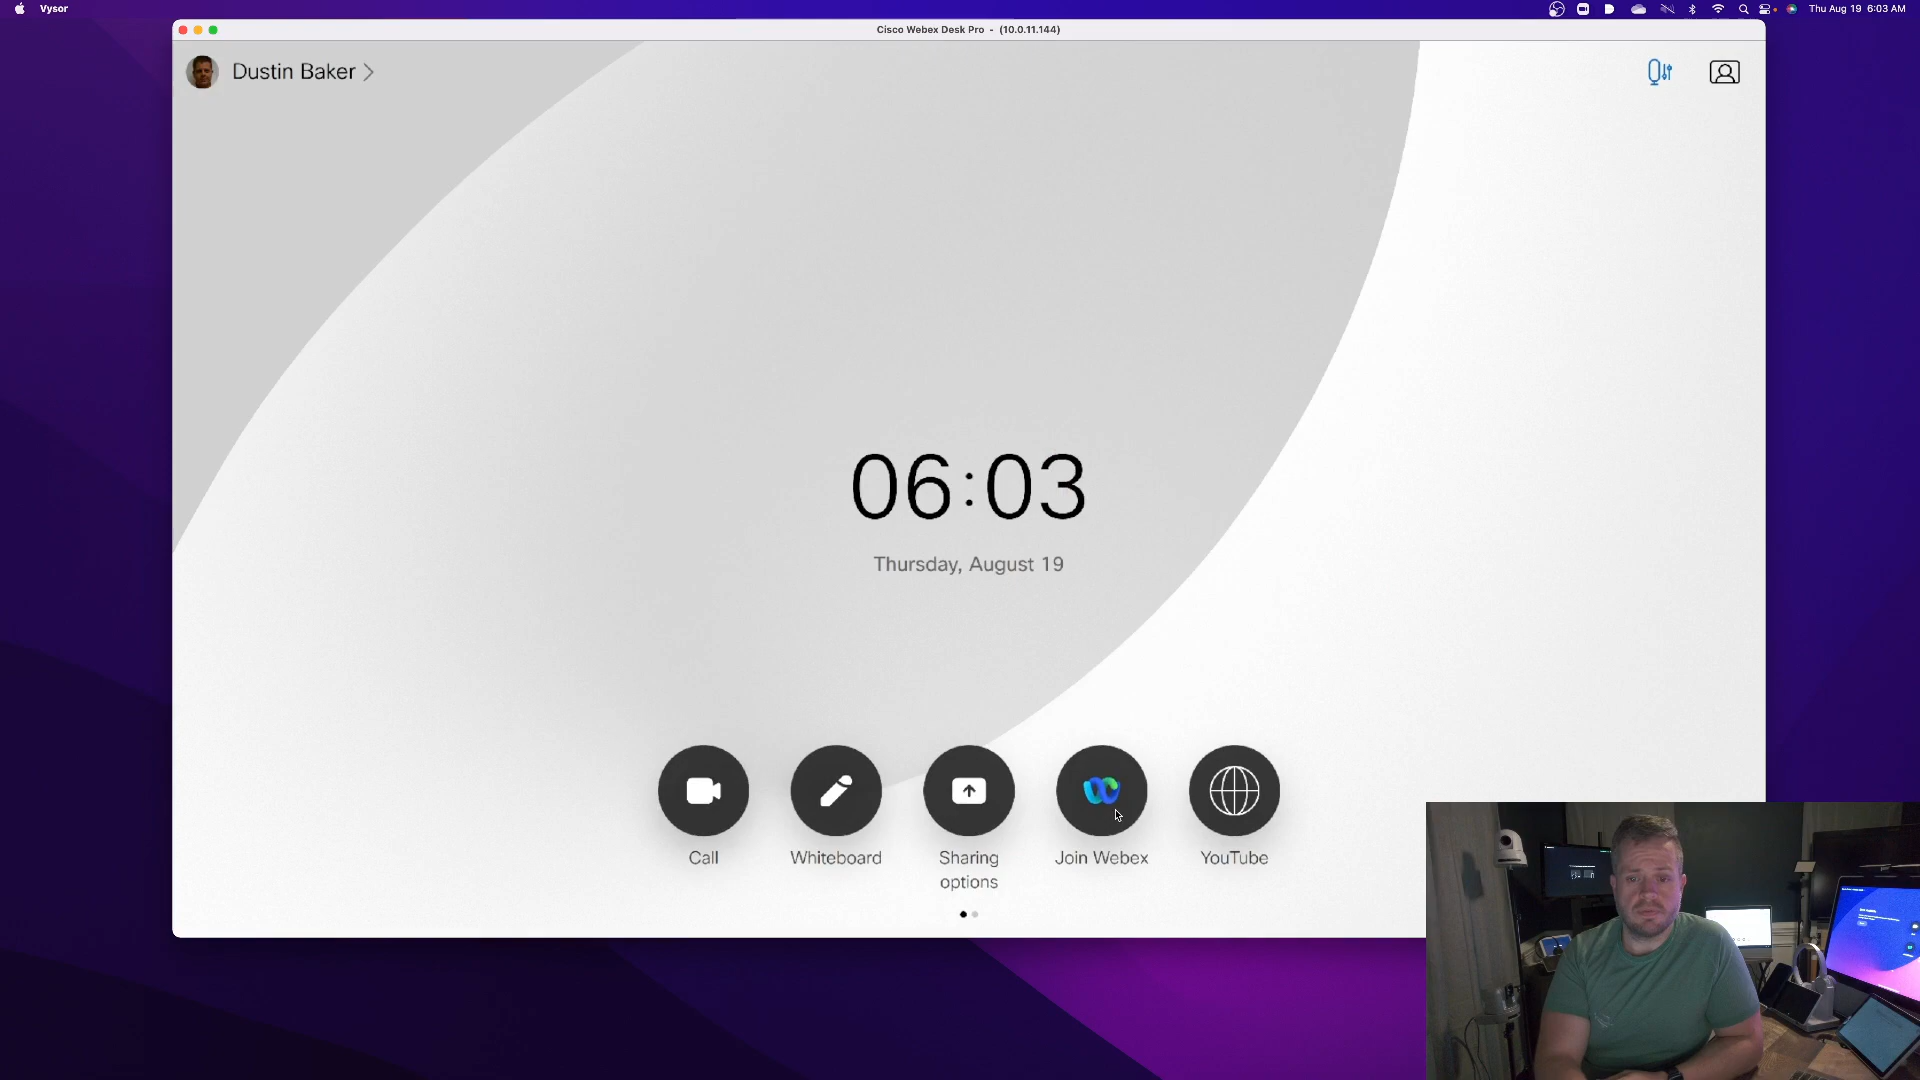 Vysor
Thu Aug 19 6:03 AM
Cisco Webex Desk Pro - (10.0.11.144)
Dustin Baker
06:03
Thursday, August 19
Call
Whiteboard
Sharing
options
Join Webex
YouTube